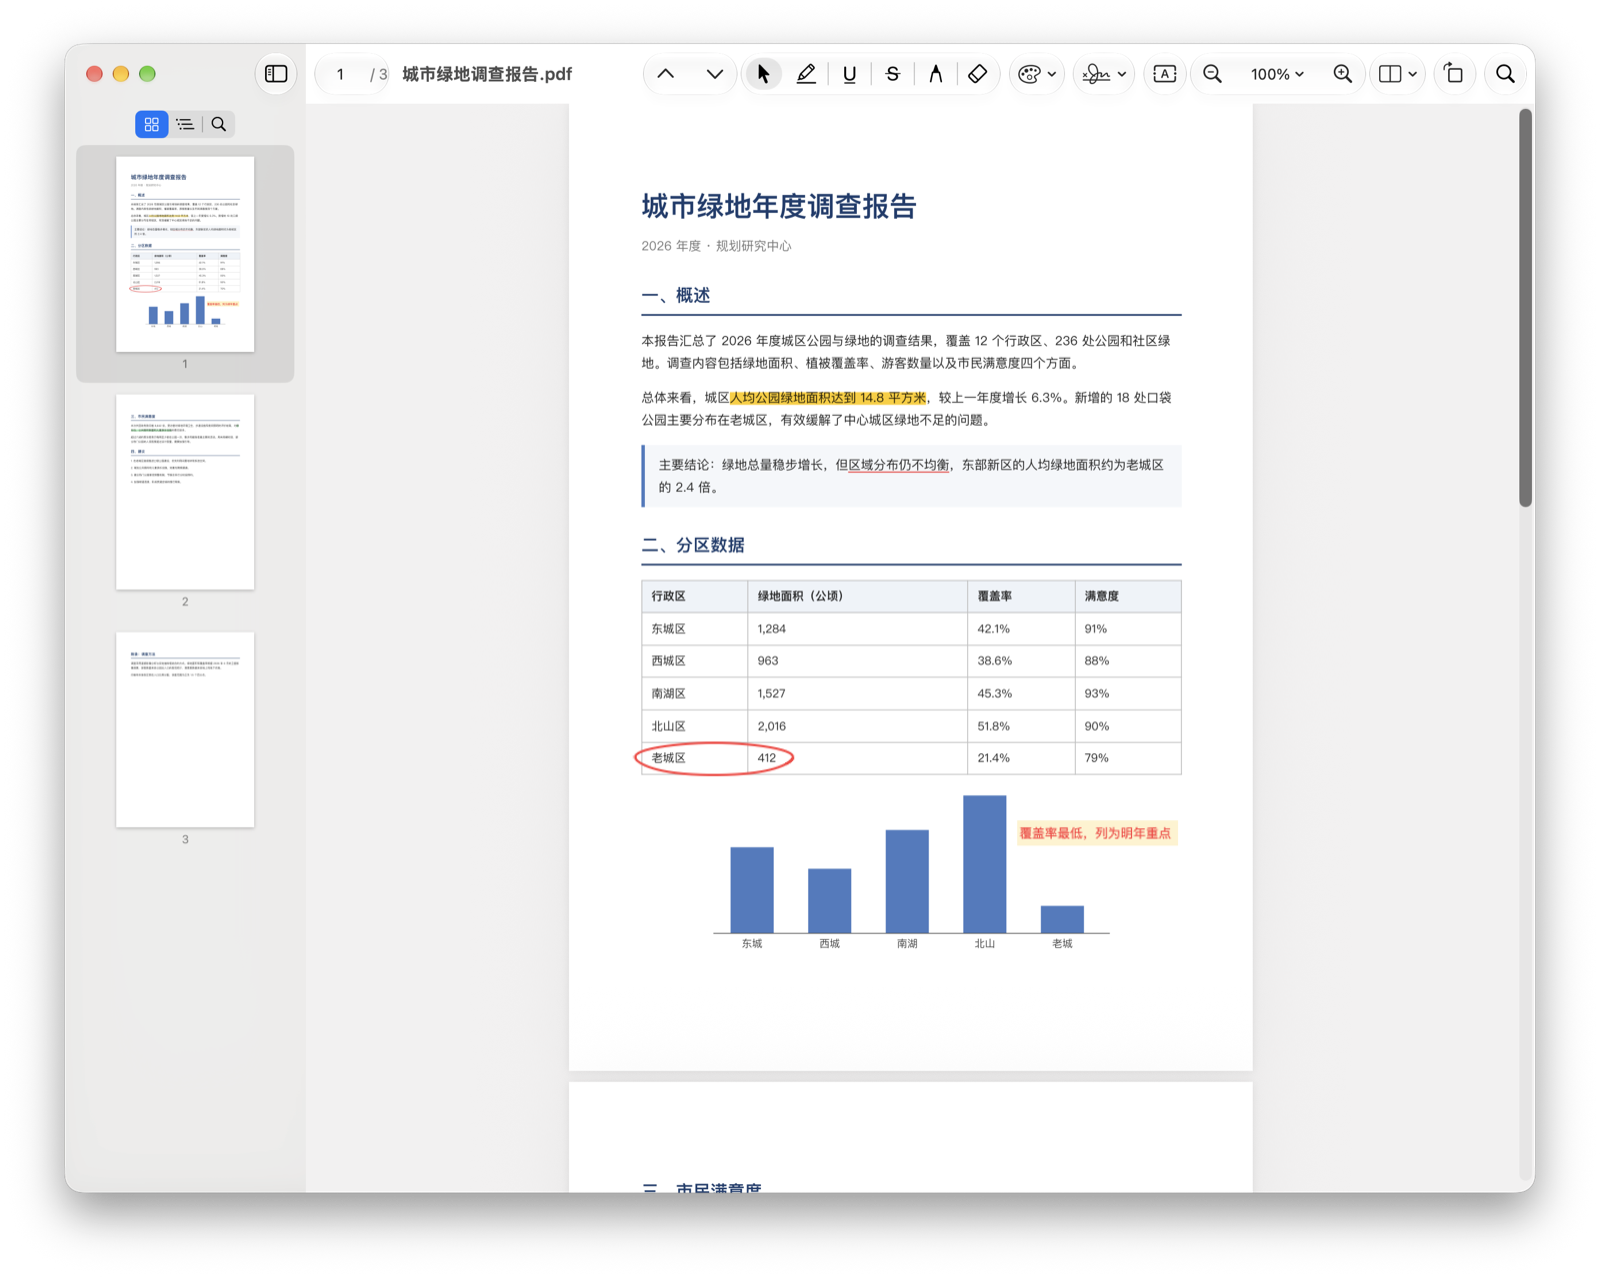 1 / 3 城市绿地调查报告.pdf
100%
1
2
3
城市绿地年度调查报告
2026 年度 · 规划研究中心
一、概述
本报告汇总了 2026 年度城区公园与绿地的调查结果，覆盖 12 个行政区、236 处公园和社区绿
地。调查内容包括绿地面积、植被覆盖率、游客数量以及市民满意度四个方面。
总体来看，城区人均公园绿地面积达到 14.8 平方米，较上一年度增长 6.3%。新增的 18 处口袋
公园主要分布在老城区，有效缓解了中心城区绿地不足的问题。
主要结论：绿地总量稳步增长，但区域分布仍不均衡，东部新区的人均绿地面积约为老城区
的 2.4 倍。
二、分区数据
行政区 绿地面积（公顷） 覆盖率 满意度
东城区 1,284 42.1% 91%
西城区 963 38.6% 88%
南湖区 1,527 45.3% 93%
北山区 2,016 51.8% 90%
老城区 412 21.4% 79%
覆盖率最低，列为明年重点
东城 西城 南湖 北山 老城
三、市民满意度